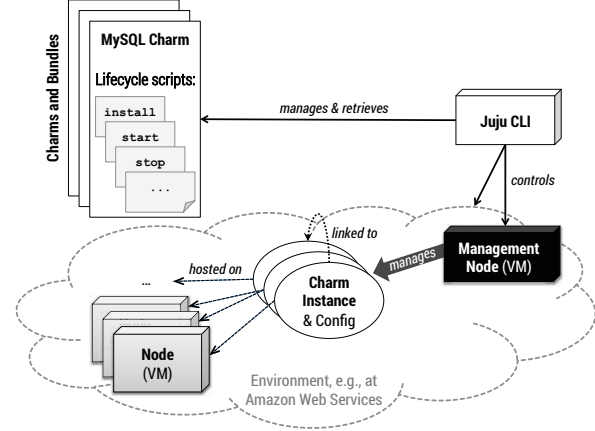 Charms and Bundles
MySQL Charm
Lifecycle scripts:
install
start
stop
...
manages & retrieves
Juju CLI
controls
linked to
manages
Management
Node (VM)
hosted on
...
Charm
Instance
& Config
Node
(VM)
Environment, e.g., at
Amazon Web Services